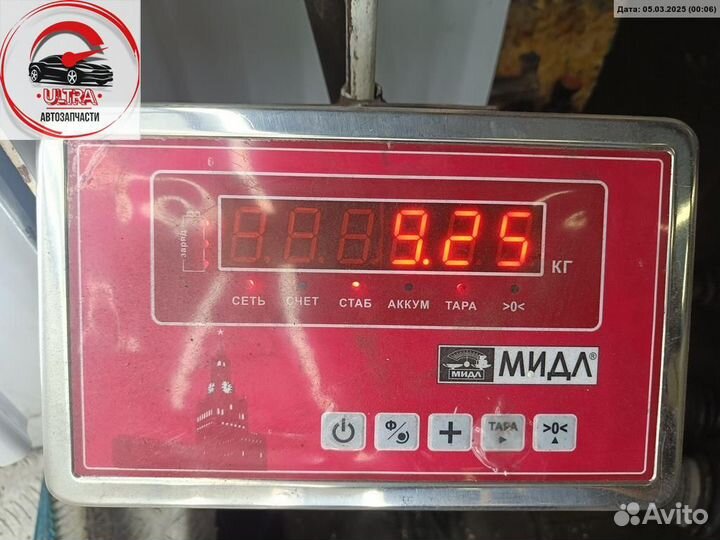 Дата: 05.03.2025 (00:06)
ULTRA
АВТОЗАПЧАСТИ
заряд
9.25
КГ
СЕТЬ СЧЕТ СТАБ АККУМ ТАРА >0<
МИДЛ
МИДЛ®
Ф
ТАРА
>0<
Avito